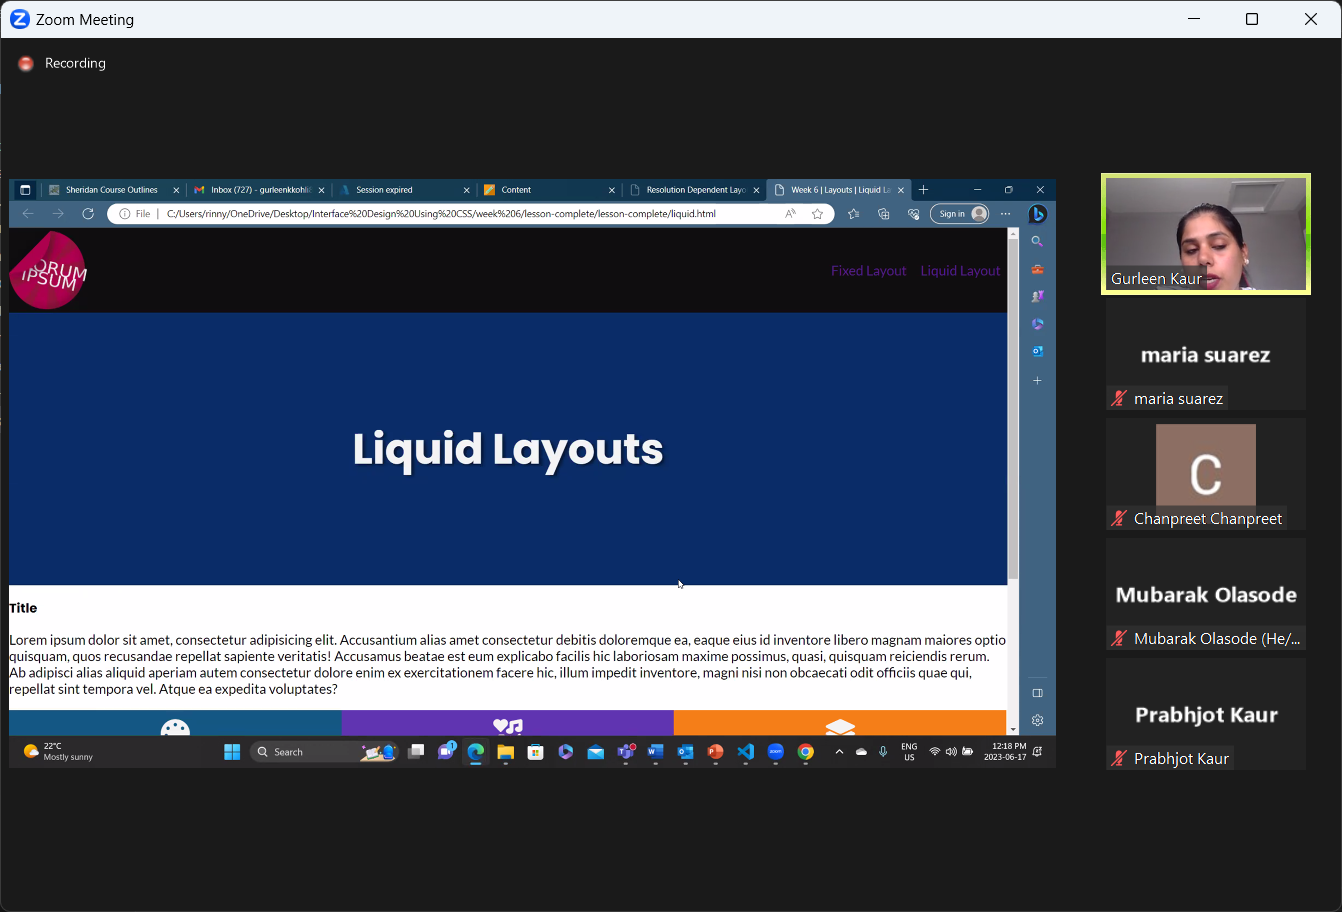 Zoom Meeting
Recording
Sheridan Course Outlines
Inbox (727) - gurleenkkohli
Session expired
Content
Resolution Dependent Layo
Week 6 | Layouts | Liquid La
File
C:/Users/rinny/OneDrive/Desktop/Interface%20Design%20Using%20CSS/week%206/lesson-complete/lesson-complete/liquid.html
Sign in
LORUM
IPSUM
Fixed Layout Liquid Layout
Liquid Layouts
Title
Lorem ipsum dolor sit amet, consectetur adipisicing elit. Accusantium alias amet consectetur debitis doloremque ea, eaque eius id inventore libero magnam maiores optio
quisquam, quos recusandae repellat sapiente veritatis! Accusamus beatae est eum explicabo facilis hic laboriosam maxime possimus, quasi, quisquam reiciendis rerum.
Ab adipisci alias aliquid aperiam autem consectetur dolore enim ex exercitationem facere hic, illum impedit inventore, magni nisi non obcaecati odit officiis quae qui,
repellat sint tempora vel. Atque ea expedita voluptates?
22°C
Mostly sunny
Search
ENG
US
12:18 PM
2023-06-17
Gurleen Kaur
maria suarez
maria suarez
C
Chanpreet Chanpreet
Mubarak Olasode
Mubarak Olasode (He/...
Prabhjot Kaur
Prabhjot Kaur